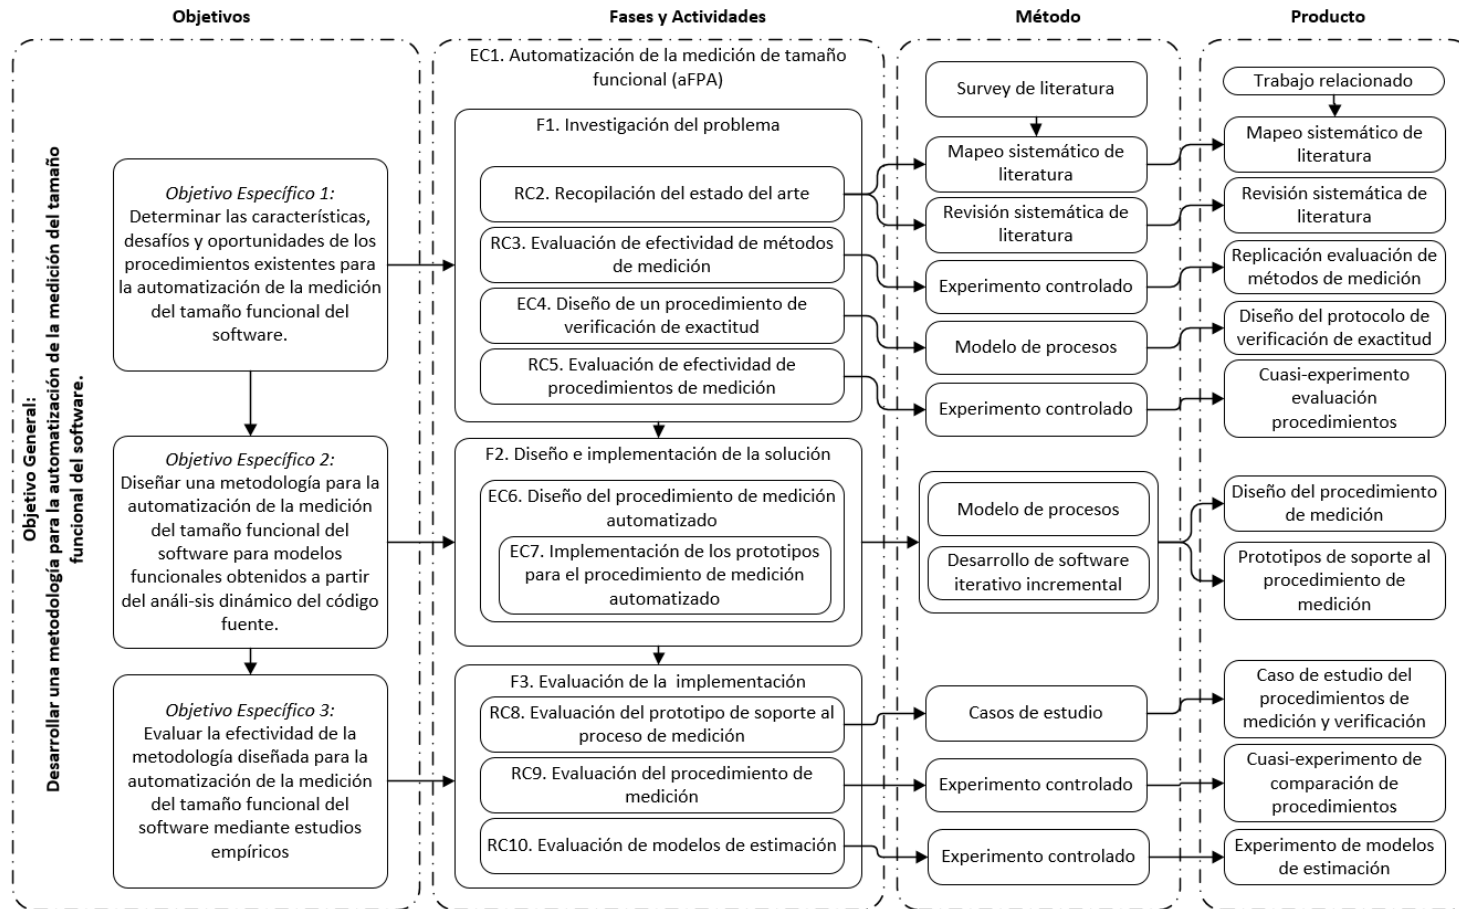 Objetivos
Fases y Actividades
Método
Producto
Objetivo General:
Desarrollar una metodología para la automatización de la medición del tamaño
funcional del software.
Objetivo Específico 1:
Determinar las características,
desafíos y oportunidades de los
procedimientos existentes para
la automatización de la medición
del tamaño funcional del
software.
Objetivo Específico 2:
Diseñar una metodología para la
automatización de la medición
del tamaño funcional del
software para modelos
funcionales obtenidos a partir
del análi-sis dinámico del código
fuente.
Objetivo Específico 3:
Evaluar la efectividad de la
metodología diseñada para la
automatización de la medición
del tamaño funcional del
software mediante estudios
empíricos
EC1. Automatización de la medición de tamaño
funcional (aFPA)
F1. Investigación del problema
RC2. Recopilación del estado del arte
RC3. Evaluación de efectividad de métodos
de medición
EC4. Diseño de un procedimiento de
verificación de exactitud
RC5. Evaluación de efectividad de
procedimientos de medición
F2. Diseño e implementación de la solución
EC6. Diseño del procedimiento de medición
automatizado
EC7. Implementación de los prototipos
para el procedimiento de medición
automatizado
F3. Evaluación de la implementación
RC8. Evaluación del prototipo de soporte al
proceso de medición
RC9. Evaluación del procedimiento de
medición
RC10. Evaluación de modelos de estimación
Survey de literatura
Mapeo sistemático de
literatura
Revisión sistemática de
literatura
Experimento controlado
Modelo de procesos
Experimento controlado
Modelo de procesos
Desarrollo de software
iterativo incremental
Casos de estudio
Experimento controlado
Experimento controlado
Trabajo relacionado
Mapeo sistemático de
literatura
Revisión sistemática de
literatura
Replicación evaluación de
métodos de medición
Diseño del protocolo de
verificación de exactitud
Cuasi-experimento
evaluación
procedimientos
Diseño del procedimiento
de medición
Prototipos de soporte al
procedimiento de
medición
Caso de estudio del
procedimientos de
medición y verificación
Cuasi-experimento de
comparación de
procedimientos
Experimento de modelos
de estimación